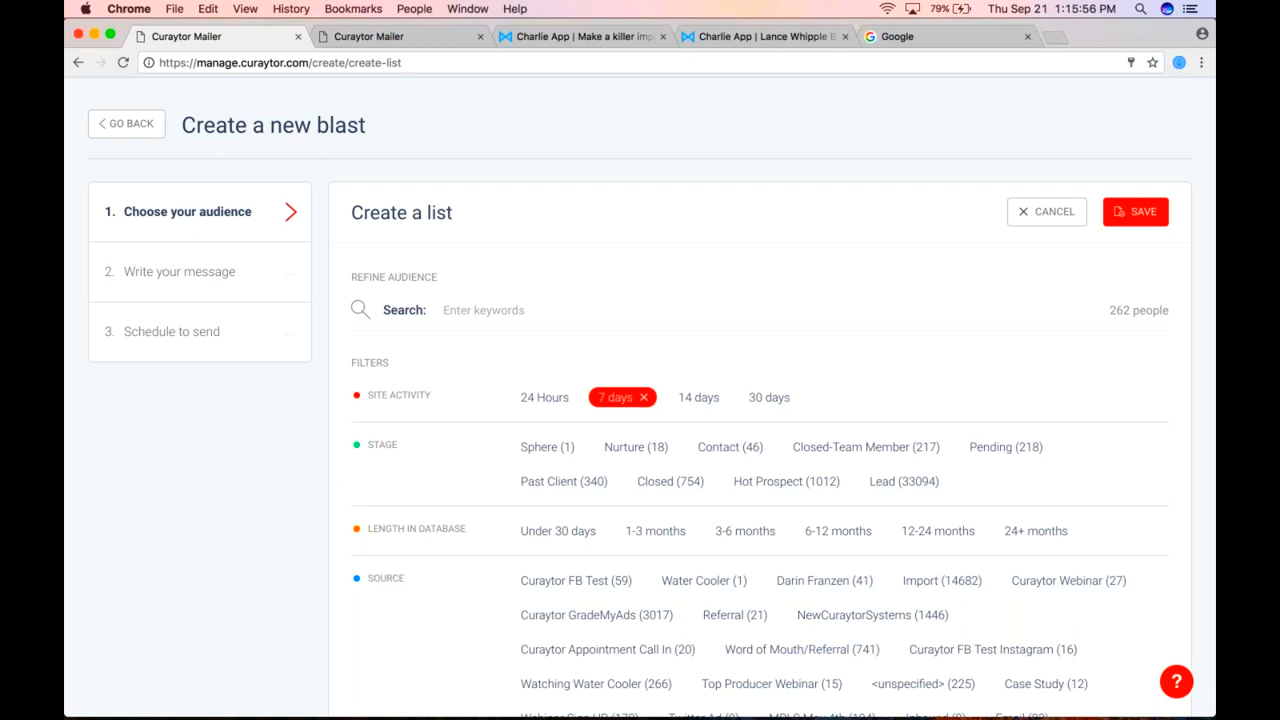 Chrome File Edit View History Bookmarks People Window Help 79% Thu Sep 21 1:15:56 PM
Curaytor Mailer Curaytor Mailer Charlie App | Make a killer imp Charlie App | Lance Whipple B Google
https://manage.curaytor.com/create/create-list
GO BACK Create a new blast
1. Choose your audience
2. Write your message
3. Schedule to send
Create a list CANCEL SAVE
REFINE AUDIENCE
Search: Enter keywords 262 people
FILTERS
SITE ACTIVITY 24 Hours 7 days 14 days 30 days
STAGE Sphere (1) Nurture (18) Contact (46) Closed-Team Member (217) Pending (218)
Past Client (340) Closed (754) Hot Prospect (1012) Lead (33094)
LENGTH IN DATABASE Under 30 days 1-3 months 3-6 months 6-12 months 12-24 months 24+ months
SOURCE Curaytor FB Test (59) Water Cooler (1) Darin Franzen (41) Import (14682) Curaytor Webinar (27)
Curaytor GradeMyAds (3017) Referral (21) NewCuraytorSystems (1446)
Curaytor Appointment Call In (20) Word of Mouth/Referral (741) Curaytor FB Test Instagram (16)
Watching Water Cooler (266) Top Producer Webinar (15) <unspecified> (225) Case Study (12)
?